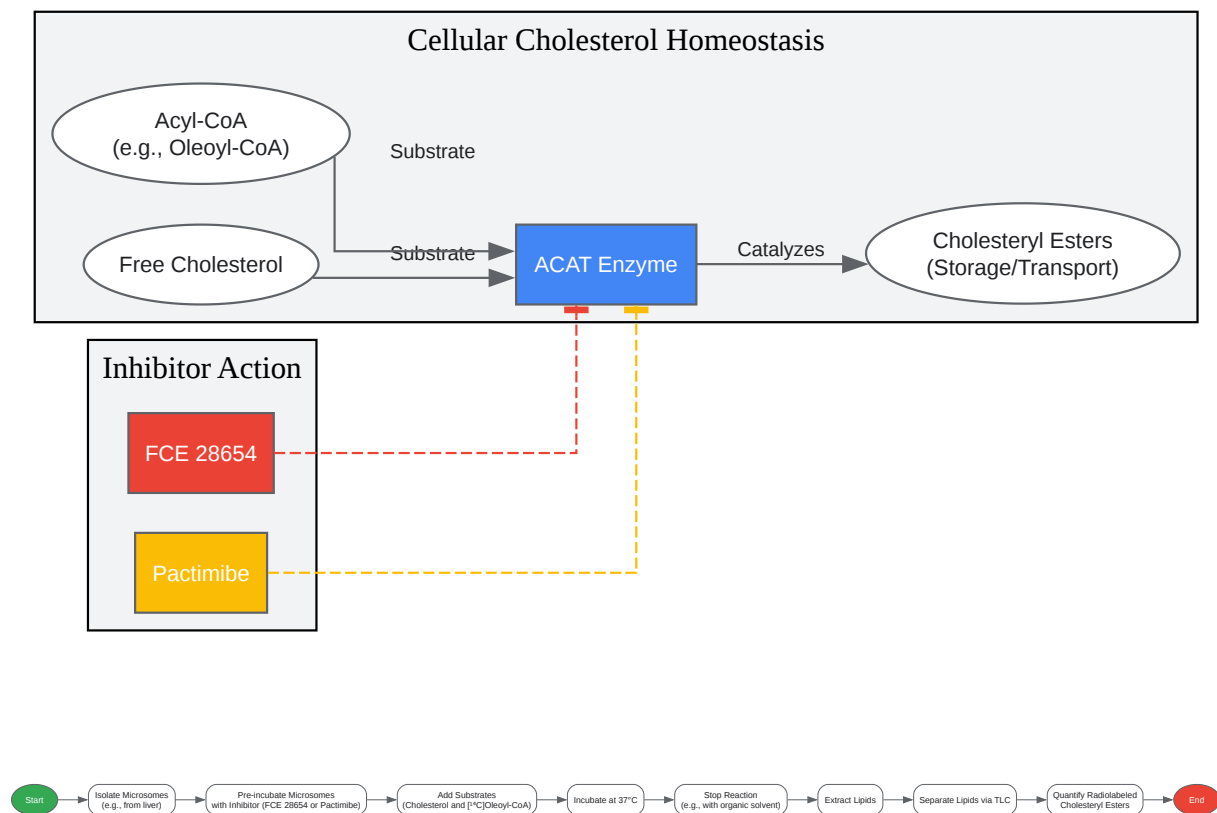 Cellular Cholesterol Homeostasis
Acyl-CoA
(e.g., Oleoyl-CoA)
Substrate
Free Cholesterol
Substrate
ACAT Enzyme
Catalyzes
Cholesteryl Esters
(Storage/Transport)
Inhibitor Action
FCE 28654
Pactimibe
Start
Isolate Microsomes
(e.g., from liver)
Pre-incubate Microsomes
with Inhibitor (FCE 28654 or Pactimibe)
Add Substrates
(Cholesterol and [¹⁴C]Oleoyl-CoA)
Incubate at 37°C
Stop Reaction
(e.g., with organic solvent)
Extract Lipids
Separate Lipids via TLC
Quantify Radiolabeled
Cholesteryl Esters
End